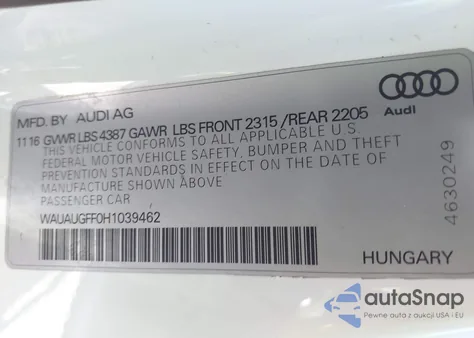 MFD. BY AUDI AG
11 16 GVWR LBS 4387 GAWR LBS FRONT 2315 /REAR 2205
THIS VEHICLE CONFORMS TO ALL APPLICABLE U.S.
FEDERAL MOTOR VEHICLE SAFETY, BUMPER AND THEFT
PREVENTION STANDARDS IN EFFECT ON THE DATE OF
MANUFACTURE SHOWN ABOVE
PASSENGER CAR
WAUAUGFF0H1039462
Audi
4630249
HUNGARY
autoSnap
Pewne auta z aukcji USA i EU